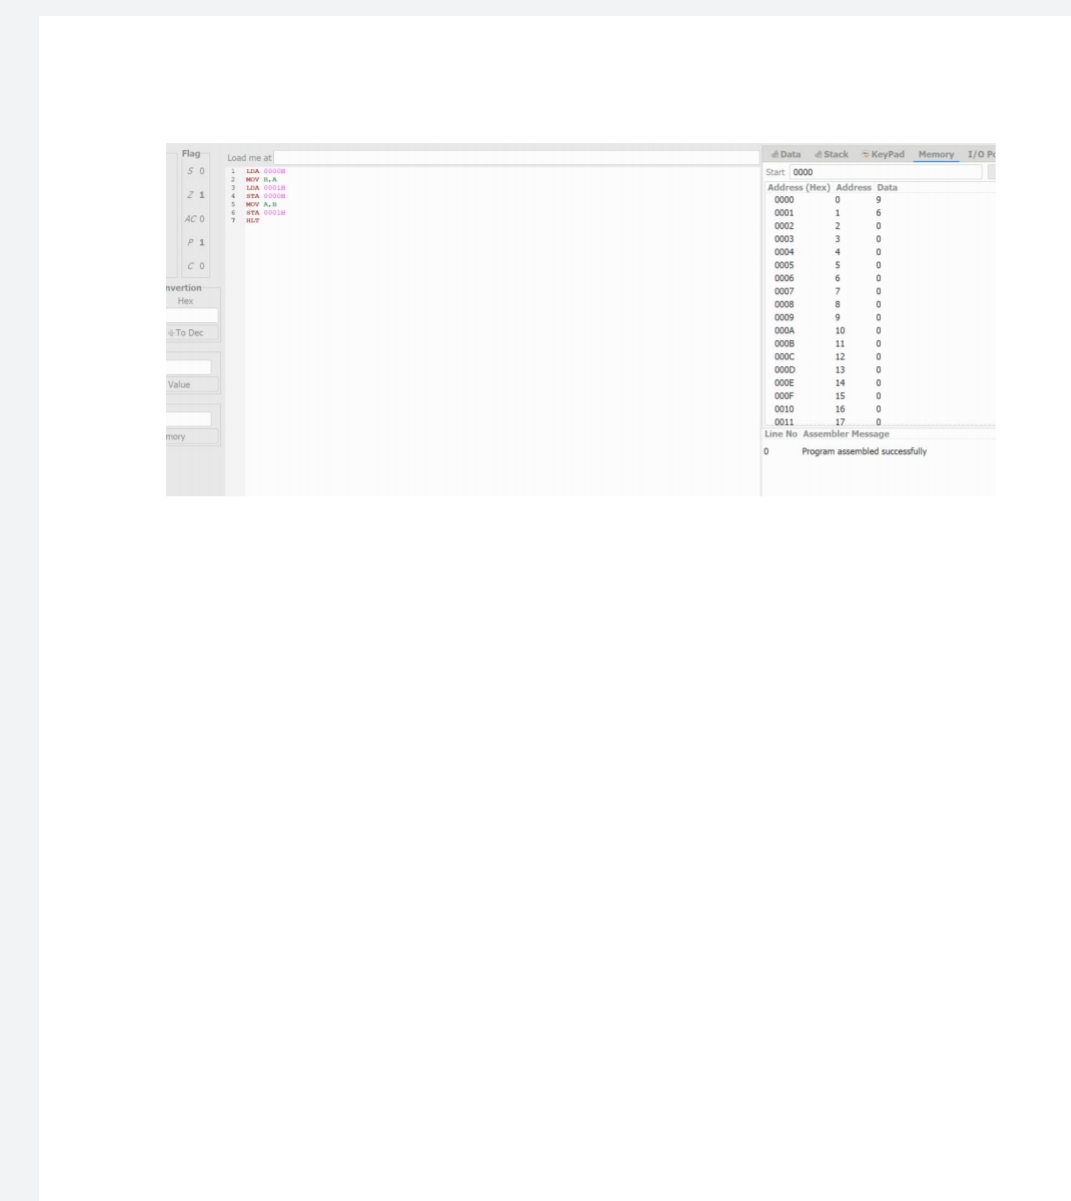 Flag
S 0
Z 1
AC 0
P 1
C 0
nvertion
Hex
To Dec
Value
mory
Load me at
1 LDA 0000H
2 MOV
3 LDA 0001H
4 STA 0000H
5 MOV
6 STA 0001H
7 HLT
Data Stack KeyPad Memory I/O Po
Start 0000
Address (Hex) Address Data
0000 0 9
0001 1 6
0002 2 0
0003 3 0
0004 4 0
0005 5 0
0006 6 0
0007 7 0
0008 8 0
0009 9 0
000A 10 0
000B 11 0
000C 12 0
000D 13 0
000E 14 0
000F 15 0
0010 16 0
0011 17 0
Line No Assembler Message
0 Program assembled successfully